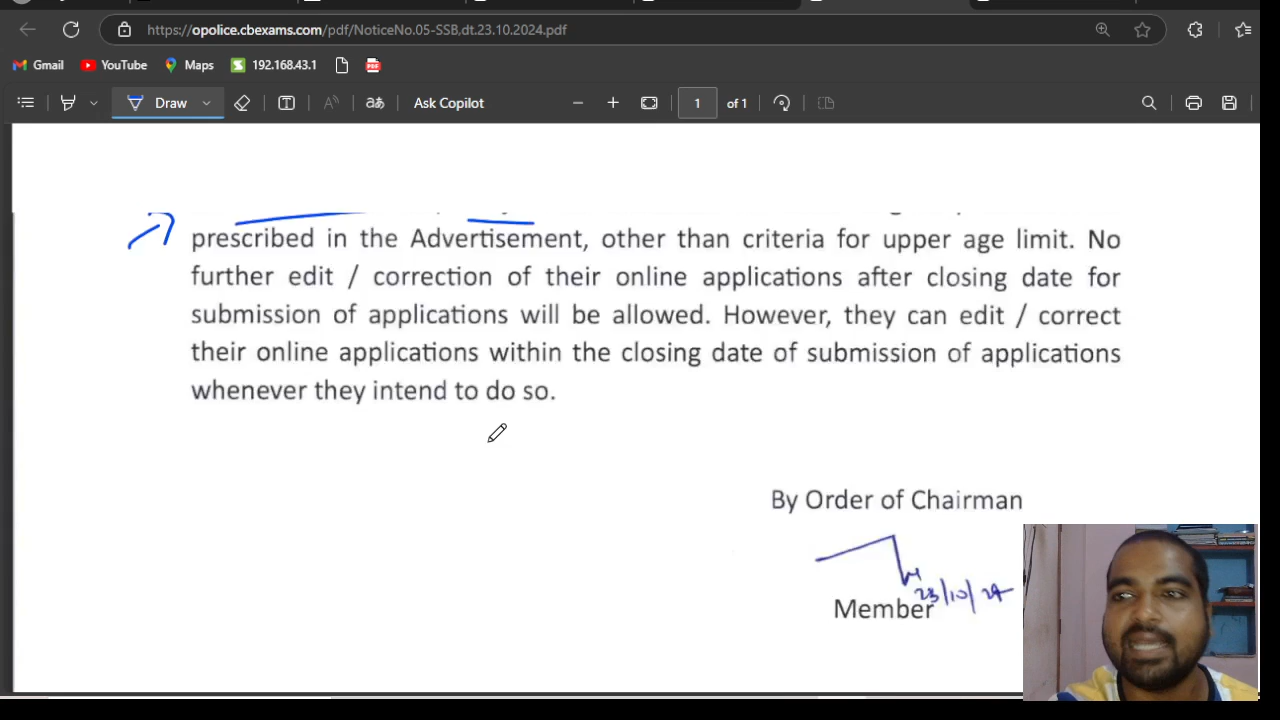 https://opolice.cbexams.com/pdf/NoticeNo.05-SSB,dt.23.10.2024.pdf
Gmail YouTube Maps S 192.168.43.1 PDF
Draw T A aあ Ask Copilot 1 of 1
prescribed in the Advertisement, other than criteria for upper age limit. No
further edit / correction of their online applications after closing date for
submission of applications will be allowed. However, they can edit / correct
their online applications within the closing date of submission of applications
whenever they intend to do so.
By Order of Chairman
23/10/24
Member